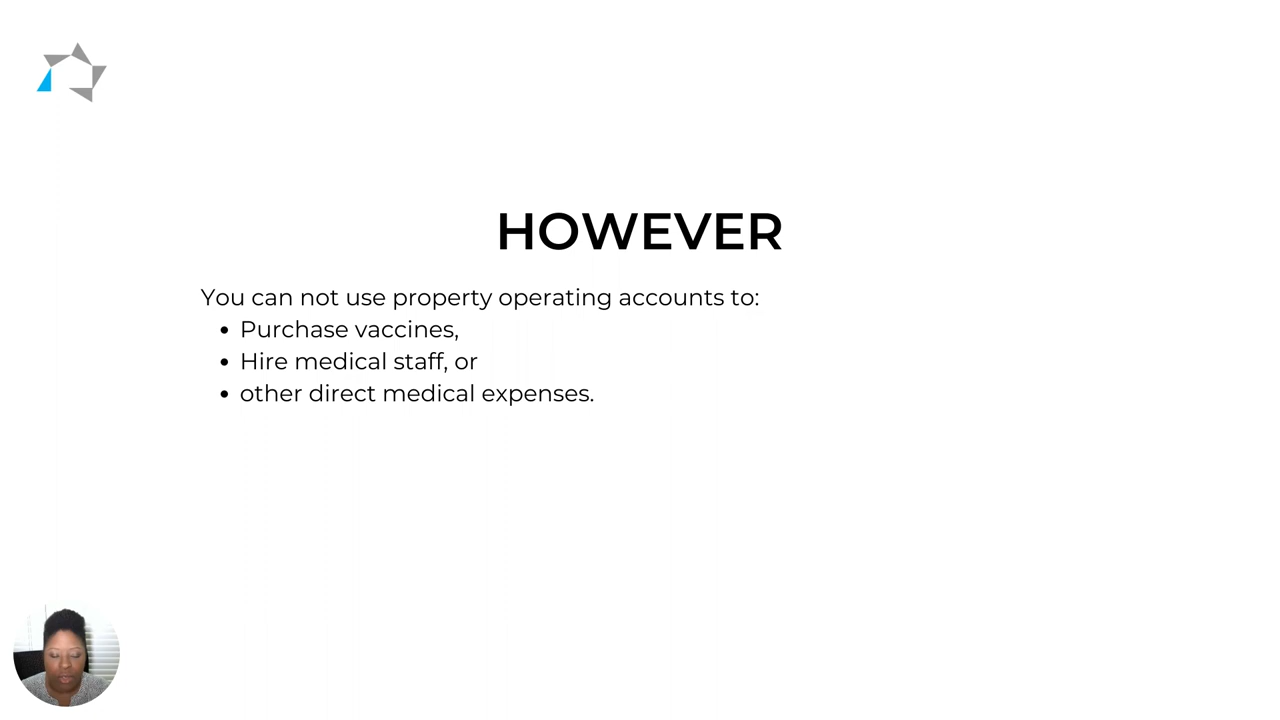 HOWEVER
You can not use property operating accounts to:
• Purchase vaccines,
• Hire medical staff, or
• other direct medical expenses.